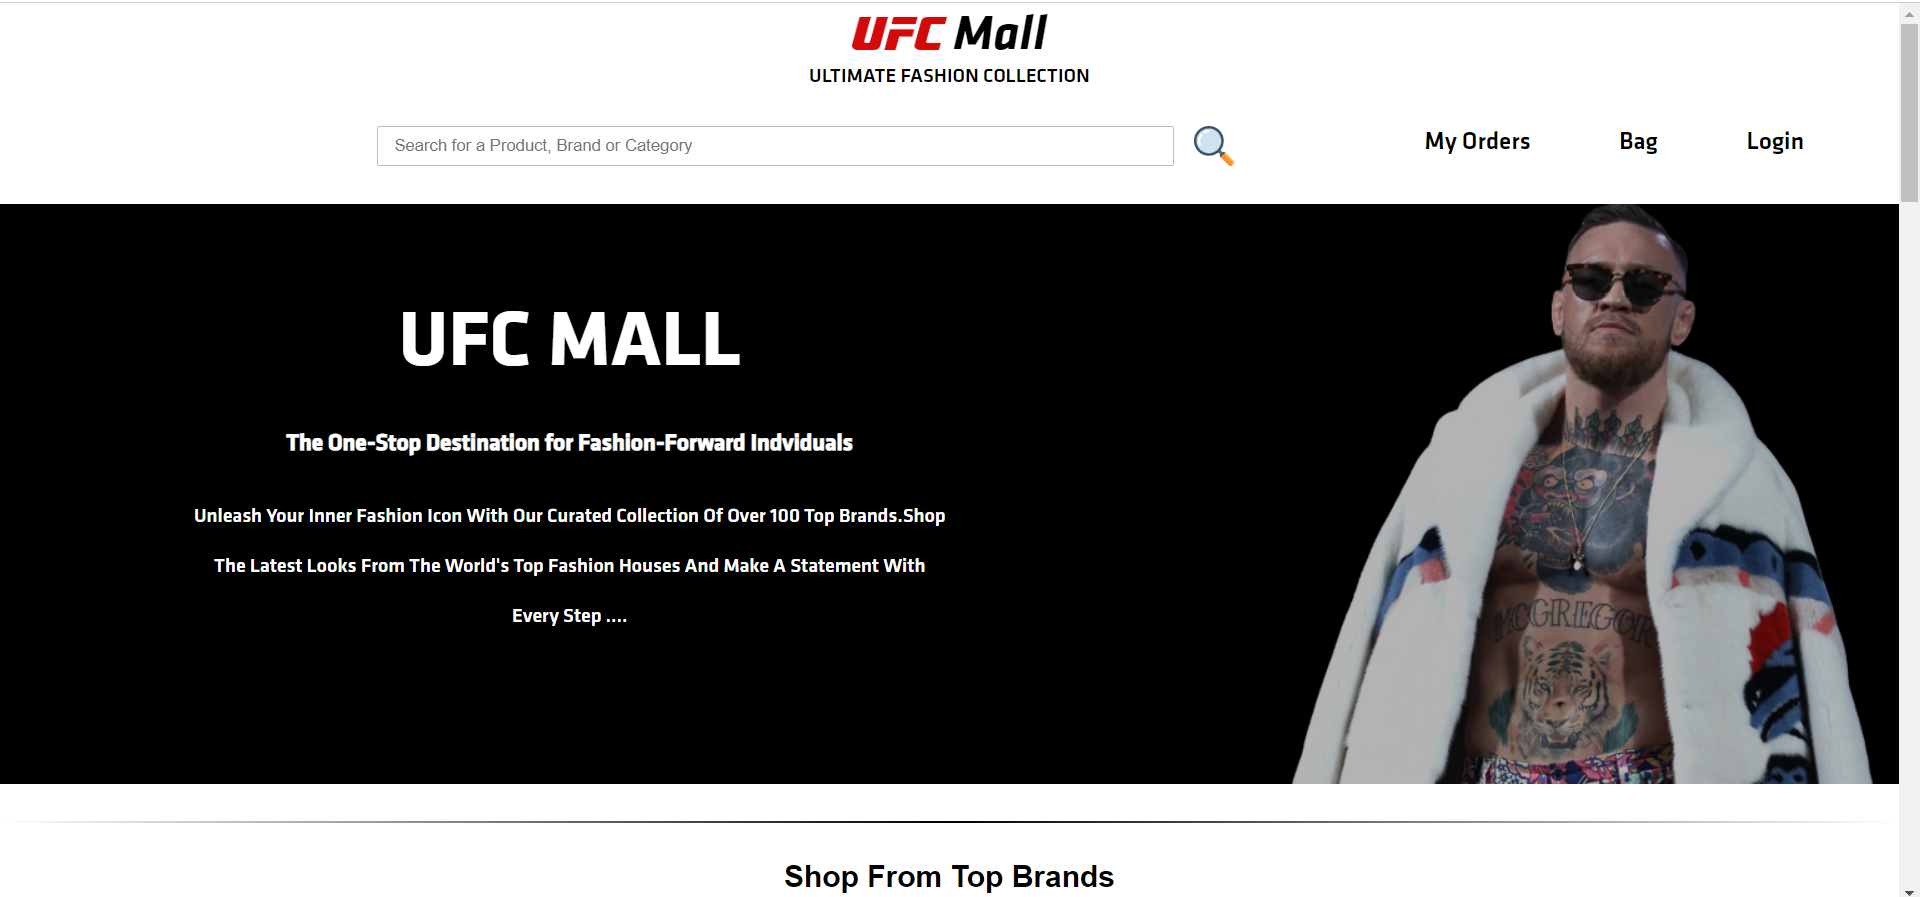 UFC Mall
ULTIMATE FASHION COLLECTION
Search for a Product, Brand or Category
My Orders
Bag
Login
UFC MALL
The One-Stop Destination for Fashion-Forward Indviduals
Unleash Your Inner Fashion Icon With Our Curated Collection Of Over 100 Top Brands.Shop
The Latest Looks From The World's Top Fashion Houses And Make A Statement With
Every Step ....
MCGREGOR
Shop From Top Brands